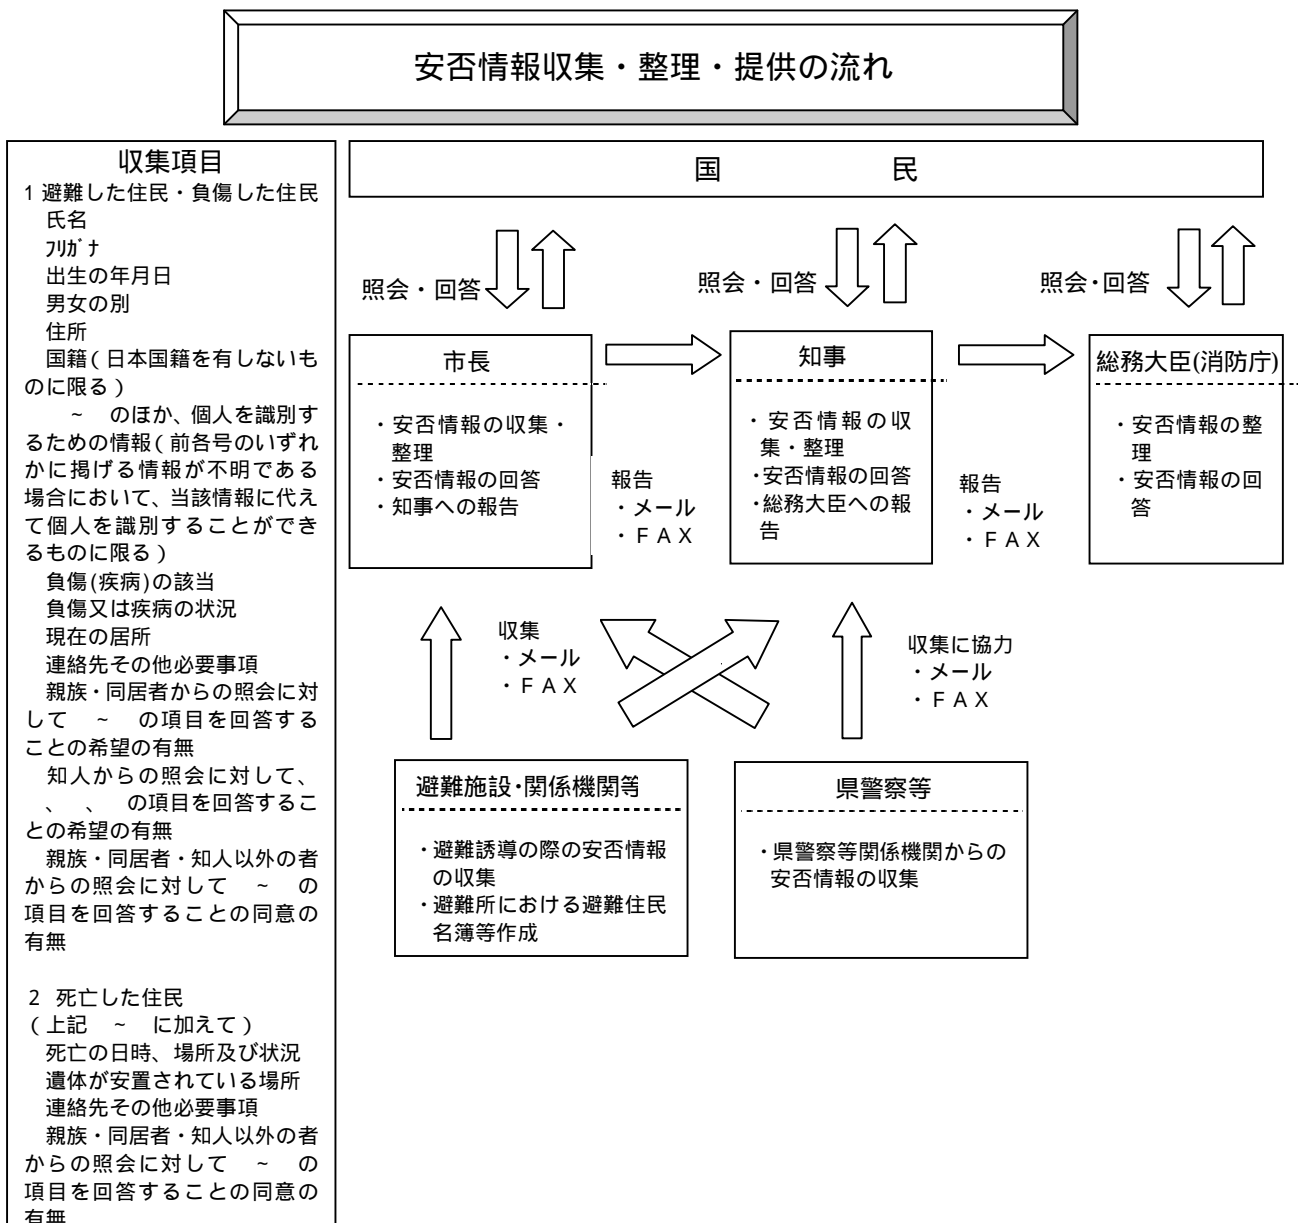 安否情報収集・整理・提供の流れ
収集項目
1 避難した住民・負傷した住民
氏名
ﾌﾘｶﾞﾅ
出生の年月日
男女の別
住所
国籍(日本国籍を有しないも
のに限る)
~ のほか、個人を識別す
るための情報(前各号のいずれ
かに掲げる情報が不明である
場合において、当該情報に代え
て個人を識別することができ
るものに限る)
負傷(疾病)の該当
負傷又は疾病の状況
現在の居所
連絡先その他必要事項
親族・同居者からの照会に対
して ~ の項目を回答する
ことの希望の有無
知人からの照会に対して、
、 、 の項目を回答するこ
との希望の有無
親族・同居者・知人以外の者
からの照会に対して ~ の
項目を回答することの同意の
有無
2 死亡した住民
(上記 ~ に加えて)
死亡の日時、場所及び状況
遺体が安置されている場所
連絡先その他必要事項
親族・同居者・知人以外の者
からの照会に対して ~ の
項目を回答することの同意の
有無
国 民
照会・回答
照会・回答
照会・回答
市長
・安否情報の収集・
整理
・安否情報の回答
・知事への報告
報告
・メール
・FAX
知事
・安否情報の収
集・整理
・安否情報の回答
・総務大臣への報
告
報告
・メール
・FAX
総務大臣(消防庁)
・安否情報の整
理
・安否情報の回
答
収集
・メール
・FAX
収集に協力
・メール
・FAX
避難施設・関係機関等
・避難誘導の際の安否情報
の収集
・避難所における避難住民
名簿等作成
県警察等
・県警察等関係機関からの
安否情報の収集